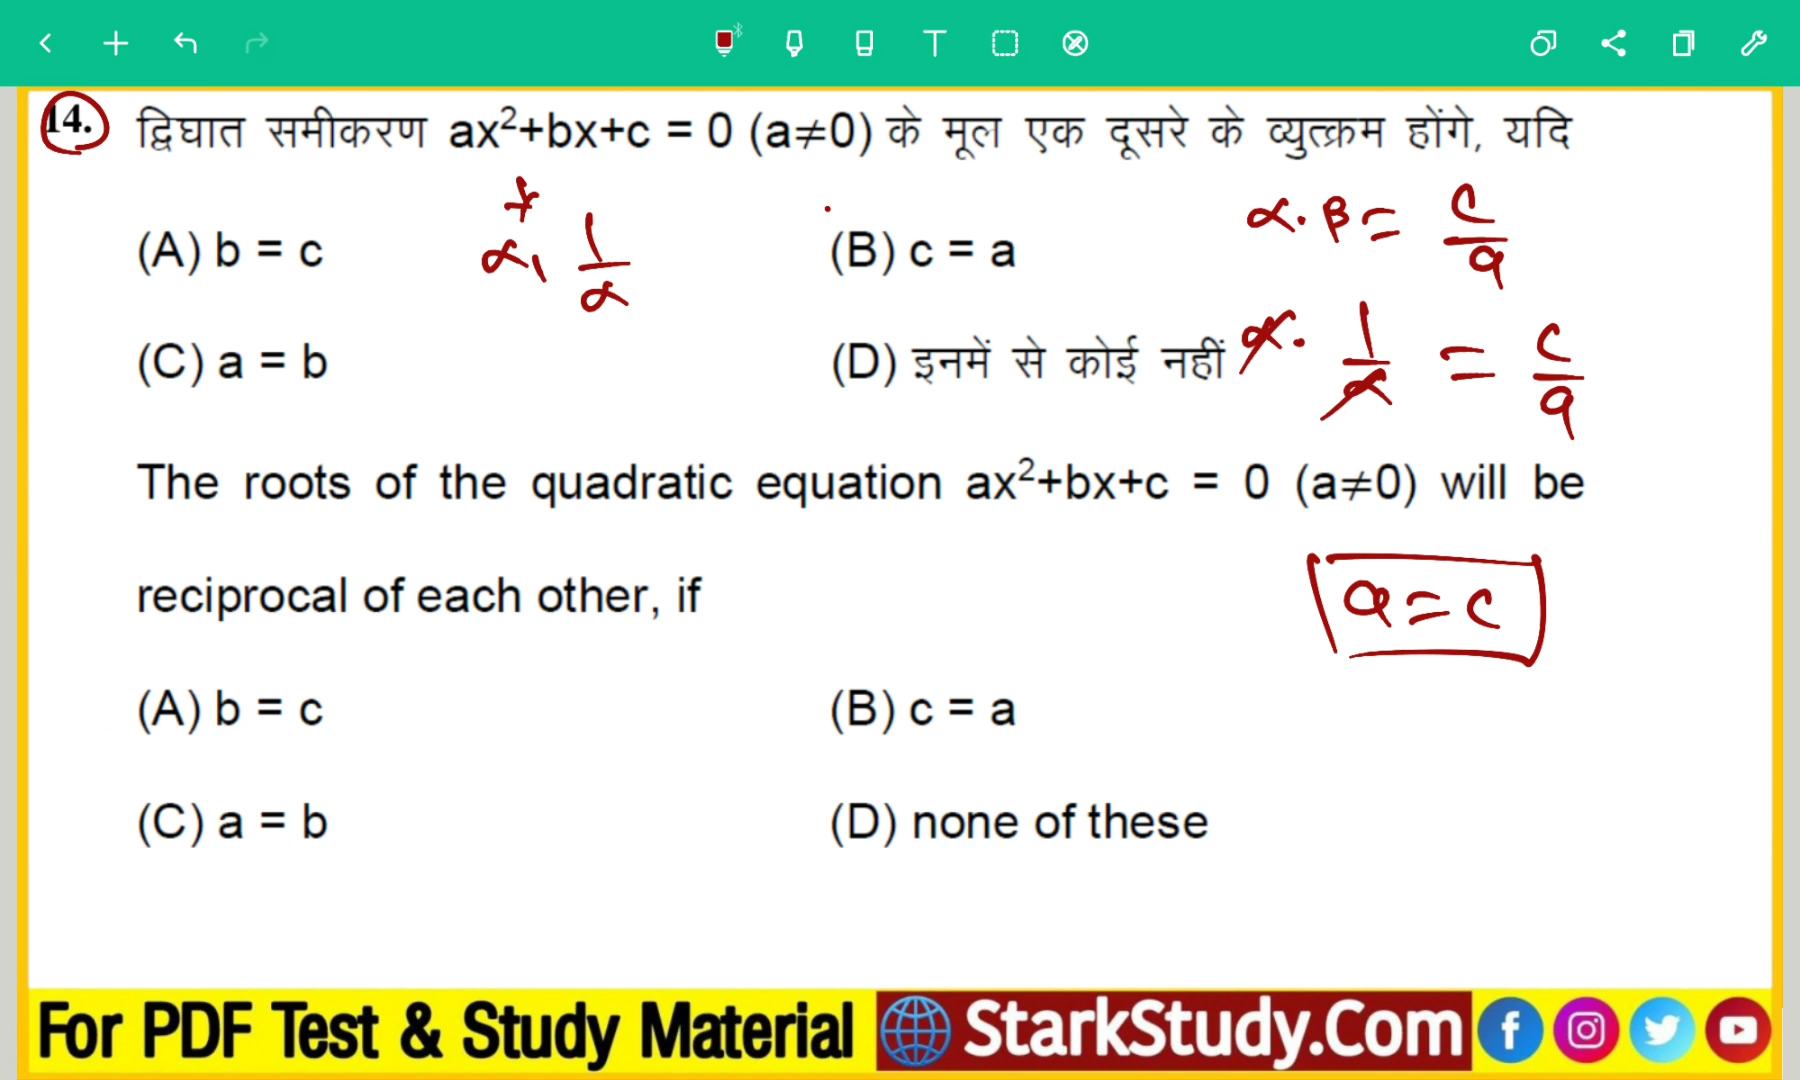 14. द्विघात समीकरण ax²+bx+c = 0 (a≠0) के मूल एक दूसरे के व्युत्क्रम होंगे, यदि
(A) b = c
α, 1/α
(B) c = a
α·β = c/a
(C) a = b
(D) इनमें से कोई नहीं
α · 1/α = c/a
The roots of the quadratic equation ax²+bx+c = 0 (a≠0) will be
reciprocal of each other, if
a = c
(A) b = c
(B) c = a
(C) a = b
(D) none of these
For PDF Test & Study Material StarkStudy.Com